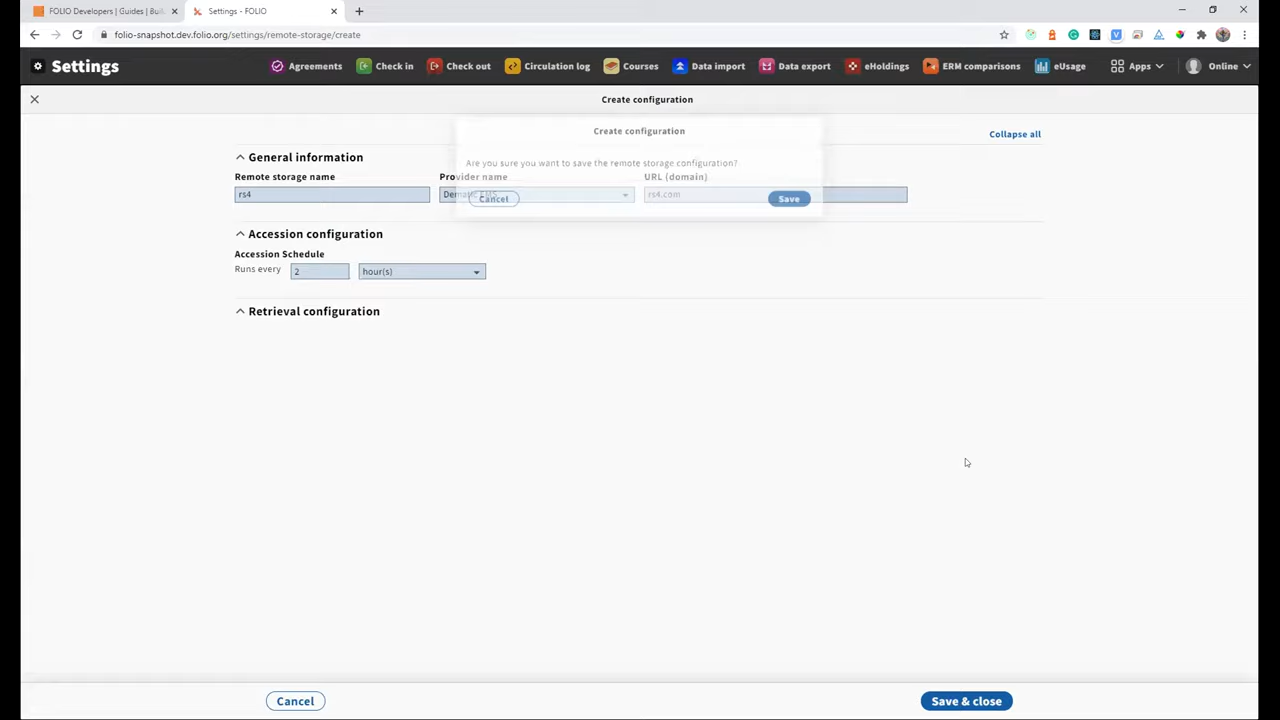 FOLIO Developers | Guides | Buil
Settings - FOLIO
folio-snapshot.dev.folio.org/settings/remote-storage/create
Settings
Agreements
Check in
Check out
Circulation log
Courses
Data import
Data export
eHoldings
ERM comparisons
eUsage
Apps
Online
Create configuration
Collapse all
Create configuration
General information
Are you sure you want to save the remote storage configuration?
Remote storage name
Provider name
URL (domain)
rs4
Dematic EMS
rs4.com
Cancel
Save
Accession configuration
Accession Schedule
Runs every 2 hour(s)
Retrieval configuration
Cancel
Save & close